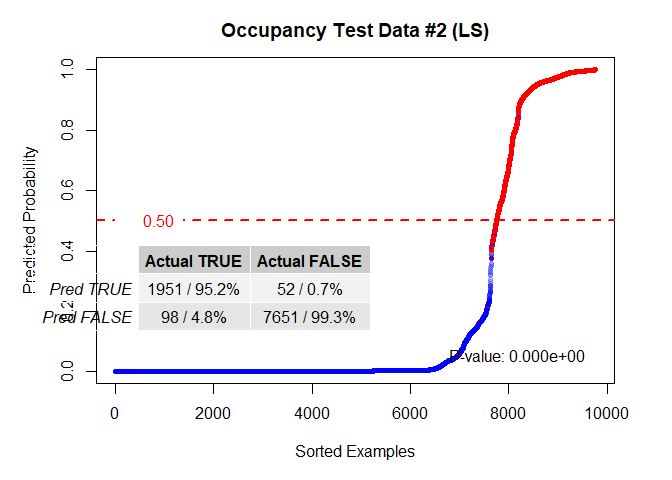 Occupancy Test Data #2 (LS)
Predicted Probability
1.0
0.8
0.6
0.4
0.2
0.0
0.50
Actual TRUE Actual FALSE
Pred TRUE 1951 / 95.2% 52 / 0.7%
Pred FALSE 98 / 4.8% 7651 / 99.3%
P-value: 0.000e+00
0 2000 4000 6000 8000 10000
Sorted Examples